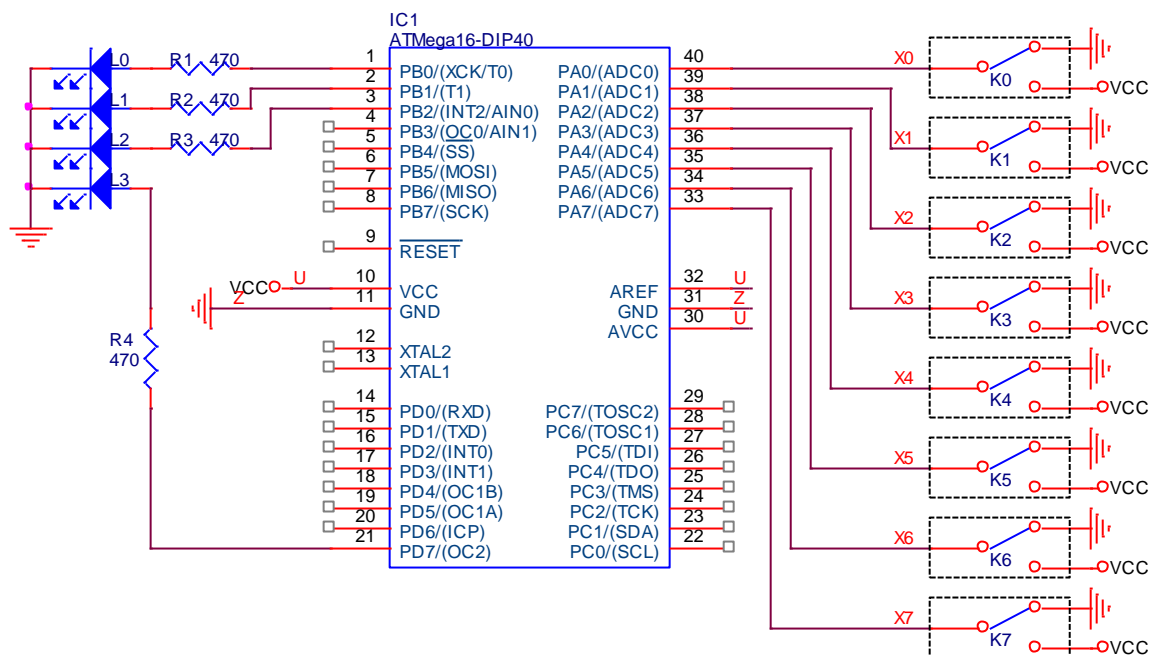 IC1
ATMega16-DIP40
L0 R1 470 1 PB0/(XCK/T0) PA0/(ADC0) 40 X0 K0 VCC
L1 R2 470 2 PB1/(T1) PA1/(ADC1) 39 X1 K1 VCC
L2 R3 470 3 PB2/(INT2/AIN0) PA2/(ADC2) 38 X2 K2 VCC
4 PB3/(OC0/AIN1) PA3/(ADC3) 37 X3 K3 VCC
5 PB4/(SS) PA4/(ADC4) 36 X4 K4 VCC
6 PB5/(MOSI) PA5/(ADC5) 35 X5 K5 VCC
L3 7 PB6/(MISO) PA6/(ADC6) 34 X6 K6 VCC
8 PB7/(SCK) PA7/(ADC7) 33 X7 K7 VCC
9 RESET
VCC U 10 VCC AREF 32 U
Z 11 GND GND 31 Z
AVCC 30 U
R4
470
12 XTAL2
13 XTAL1
14 PD0/(RXD) PC7/(TOSC2) 29
15 PD1/(TXD) PC6/(TOSC1) 28
16 PD2/(INT0) PC5/(TDI) 27
17 PD3/(INT1) PC4/(TDO) 26
18 PD4/(OC1B) PC3/(TMS) 25
19 PD5/(OC1A) PC2/(TCK) 24
20 PD6/(ICP) PC1/(SDA) 23
21 PD7/(OC2) PC0/(SCL) 22